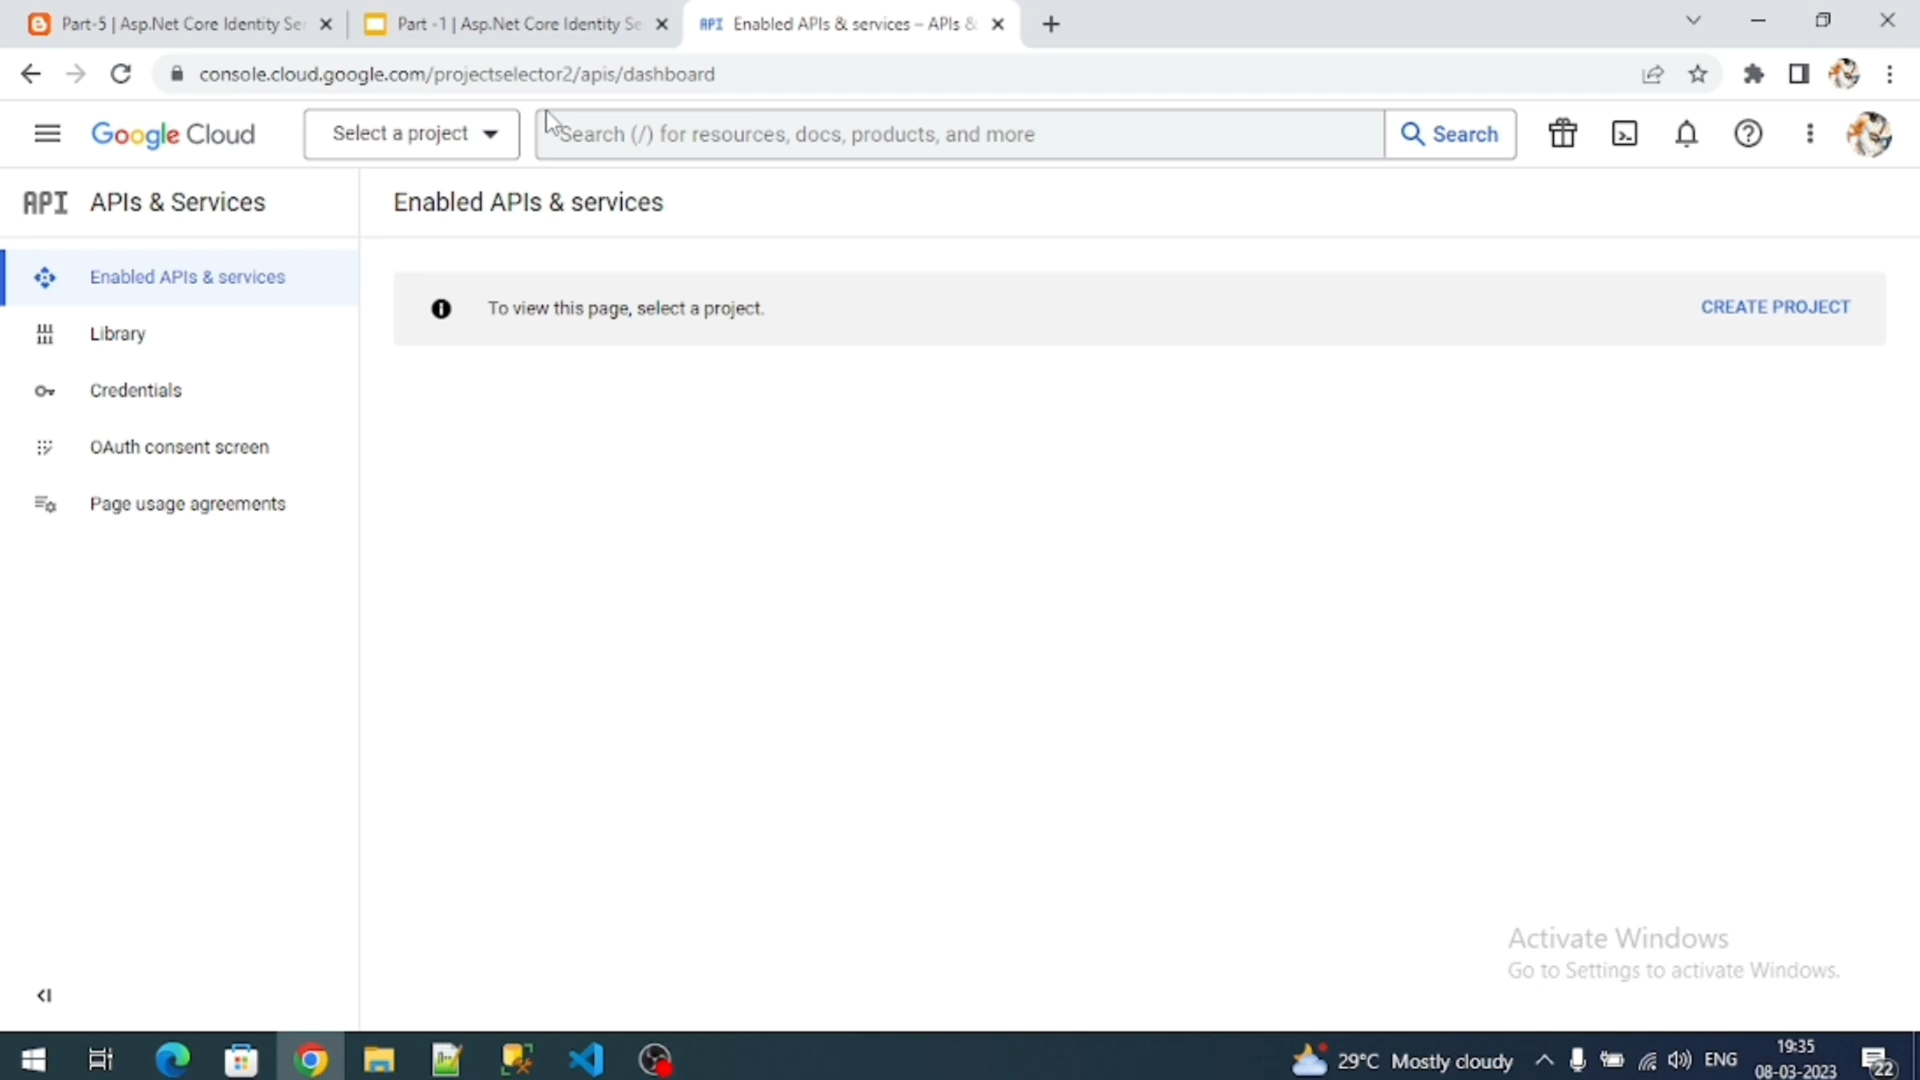 Part-5 | Asp.Net Core Identity Ser
Part -1 | Asp.Net Core Identity Se
API Enabled APIs & services – APIs &
console.cloud.google.com/projectselector2/apis/dashboard
Google Cloud
Select a project
Search (/) for resources, docs, products, and more
Search
API APIs & Services
Enabled APIs & services
Enabled APIs & services
To view this page, select a project.
CREATE PROJECT
Library
Credentials
OAuth consent screen
Page usage agreements
Activate Windows
Go to Settings to activate Windows.
29°C Mostly cloudy
ENG
19:35
08-03-2023
22